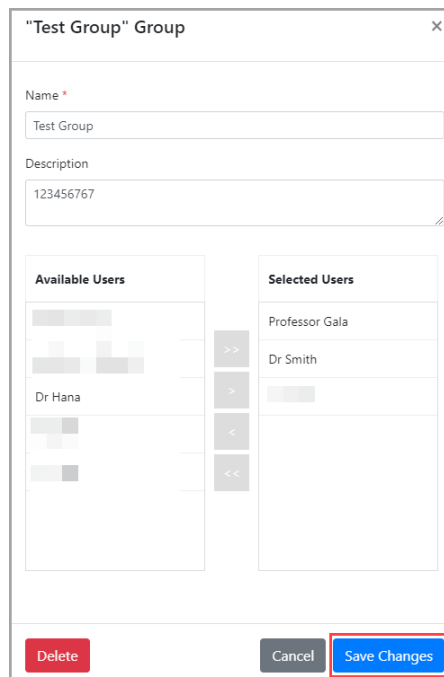 "Test Group" Group ×
Name *
Test Group
Description
123456767
Available Users
Dr Hana
>>
>
<
<<
Selected Users
Professor Gala
Dr Smith
Delete
Cancel
Save Changes